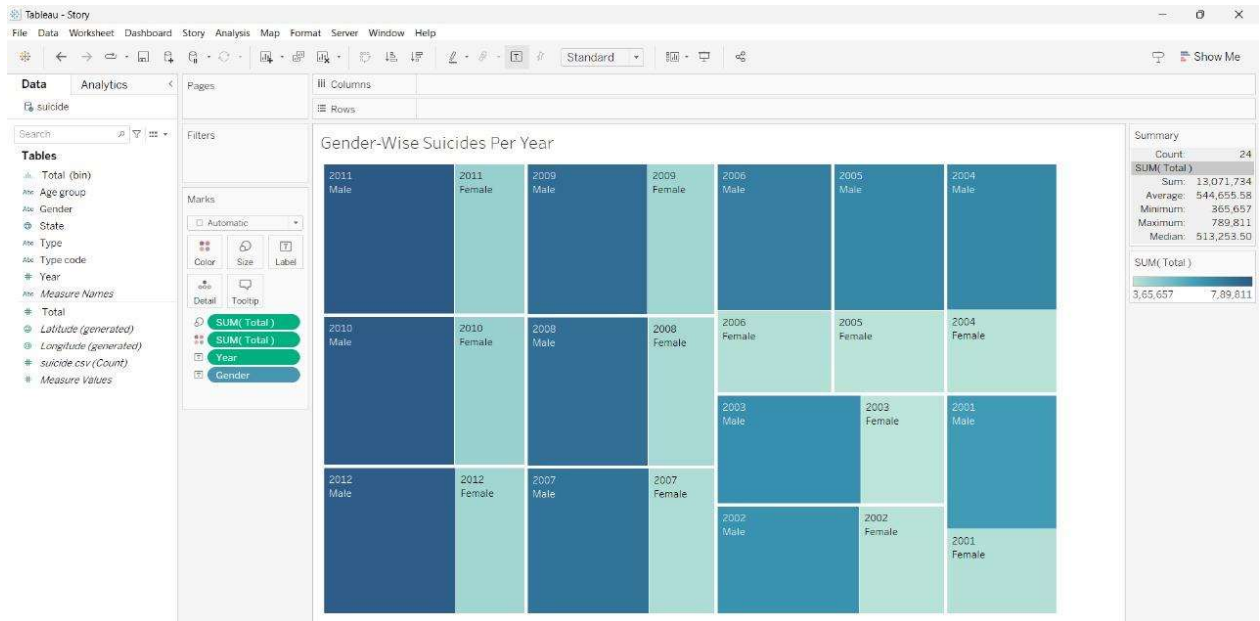 Tableau - Story
File Data Worksheet Dashboard Story Analysis Map Format Server Window Help
Standard
Show Me
Data
Analytics
suicide
Search
Tables
Total (bin)
Abc Age group
Abc Gender
State
Abc Type
Abc Type code
# Year
Abc Measure Names
# Total
Latitude (generated)
Longitude (generated)
# suicide csv (Count)
# Measure Values
Pages
Filters
Marks
Automatic
Color
Size
Label
Detail
Tooltip
SUM( Total )
SUM( Total )
Year
Gender
Columns
Rows
Gender-Wise Suicides Per Year
2011
Male
2011
Female
2009
Male
2009
Female
2006
Male
2005
Male
2004
Male
2010
Male
2010
Female
2008
Male
2008
Female
2006
Female
2005
Female
2004
Female
2003
Male
2003
Female
2001
Male
2012
Male
2012
Female
2007
Male
2007
Female
2002
Male
2002
Female
2001
Female
Summary
Count: 24
SUM( Total )
Sum: 13,071,734
Average: 544,655.58
Minimum: 365,657
Maximum: 789,811
Median: 513,253.50
SUM( Total )
3,65,657 7,89,811